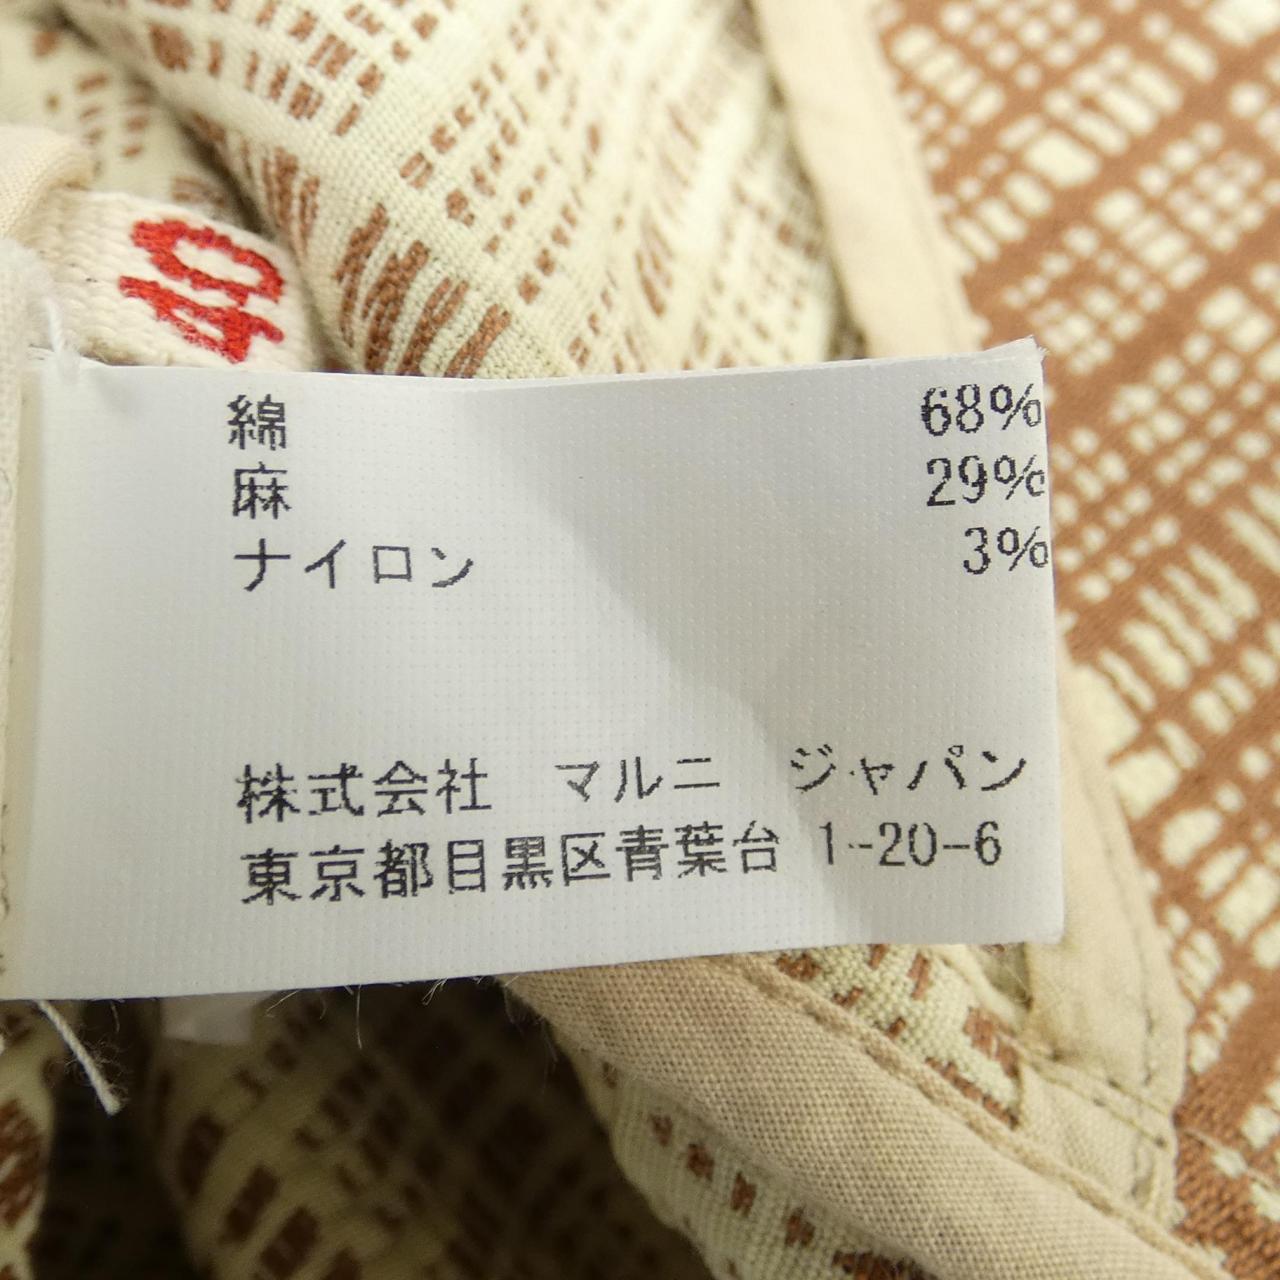 40
綿 68%
麻 29%
ナイロン 3%
株式会社 マルニ ジャパン
東京都目黒区青葉台 1-20-6